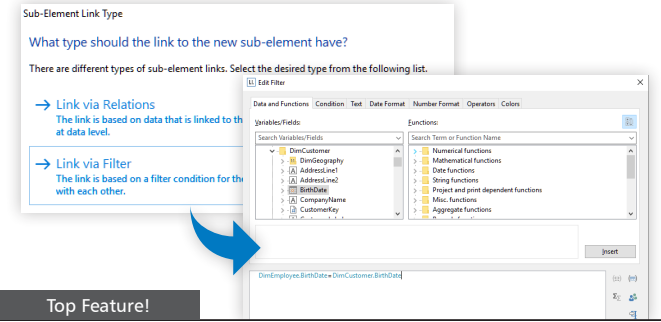 Sub-Element Link Type
What type should the link to the new sub-element have?
There are different types of sub-element links. Select the desired type from the following list.
→ Link via Relations
The link is based on data that is linked to th
at data level.
→ Link via Filter
The link is based on a filter condition for the
with each other.
LL Edit Filter
Data and Functions Condition Text Date Format Number Format Operators Colors
Variables/Fields:
Search Variables/Fields
DimCustomer
DimGeography
AddressLine1
AddressLine2
BirthDate
CompanyName
CustomerKey
Functions:
Search Term or Function Name
Numerical functions
Mathematical functions
Date functions
String functions
Project and print dependent functions
Misc. functions
Aggregate functions
Insert
DimEmployee.BirthDate=DimCustomer.BirthDate
Top Feature!